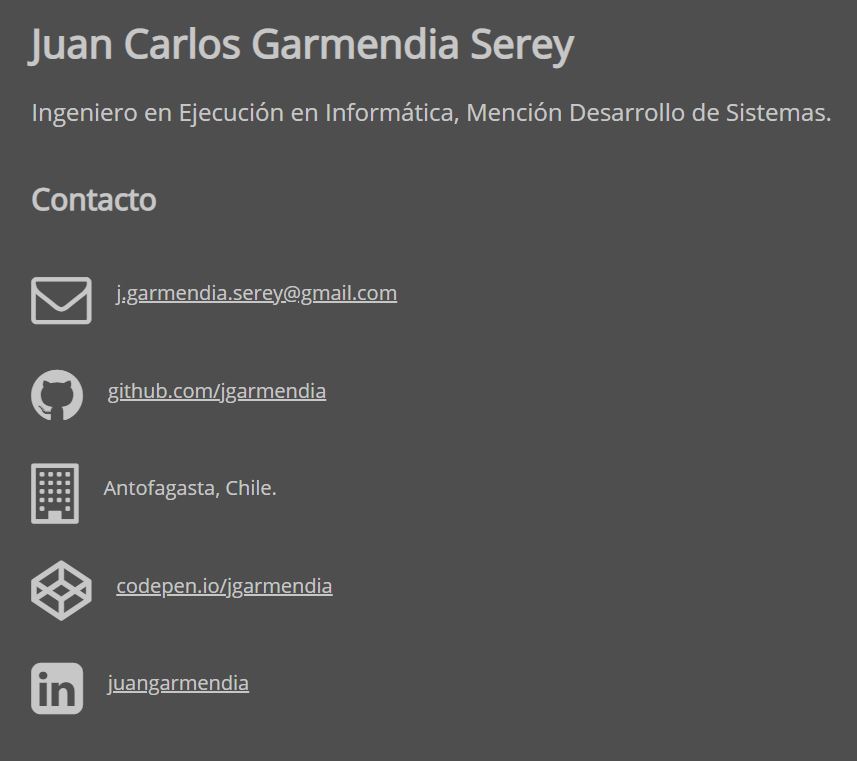 Juan Carlos Garmendia Serey
Ingeniero en Ejecución en Informática, Mención Desarrollo de Sistemas.
Contacto
j.garmendia.serey@gmail.com
github.com/jgarmendia
Antofagasta, Chile.
codepen.io/jgarmendia
in
juangarmendia